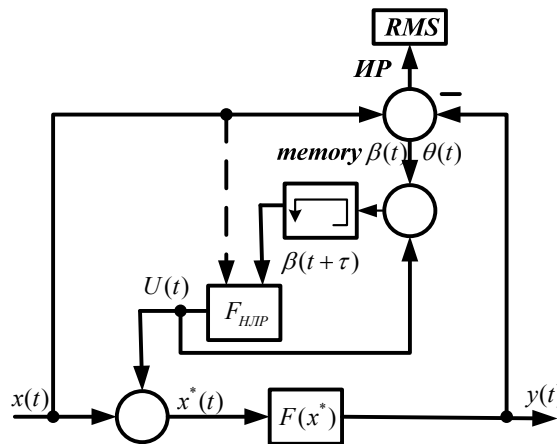 RMS
ИР
memory β(t) θ(t)
β(t + τ)
U(t)
F_НЛР
x(t)
x*(t)
F(x*)
y(t)